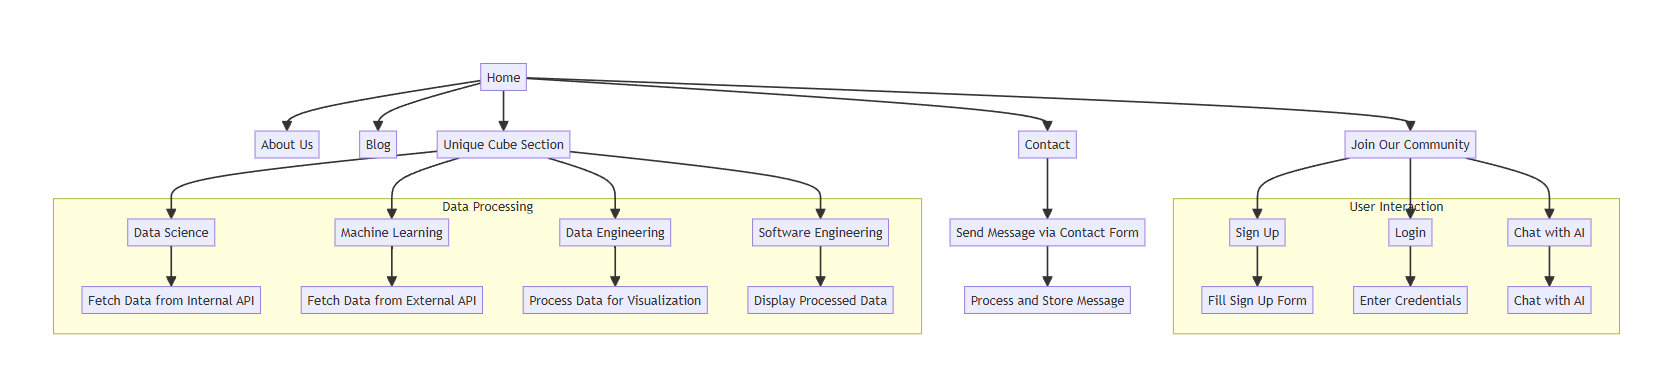 Home
About Us
Blog
Unique Cube Section
Contact
Join Our Community
Data Processing
User Interaction
Data Science
Machine Learning
Data Engineering
Software Engineering
Send Message via Contact Form
Sign Up
Login
Chat with AI
Fetch Data from Internal API
Fetch Data from External API
Process Data for Visualization
Display Processed Data
Process and Store Message
Fill Sign Up Form
Enter Credentials
Chat with AI